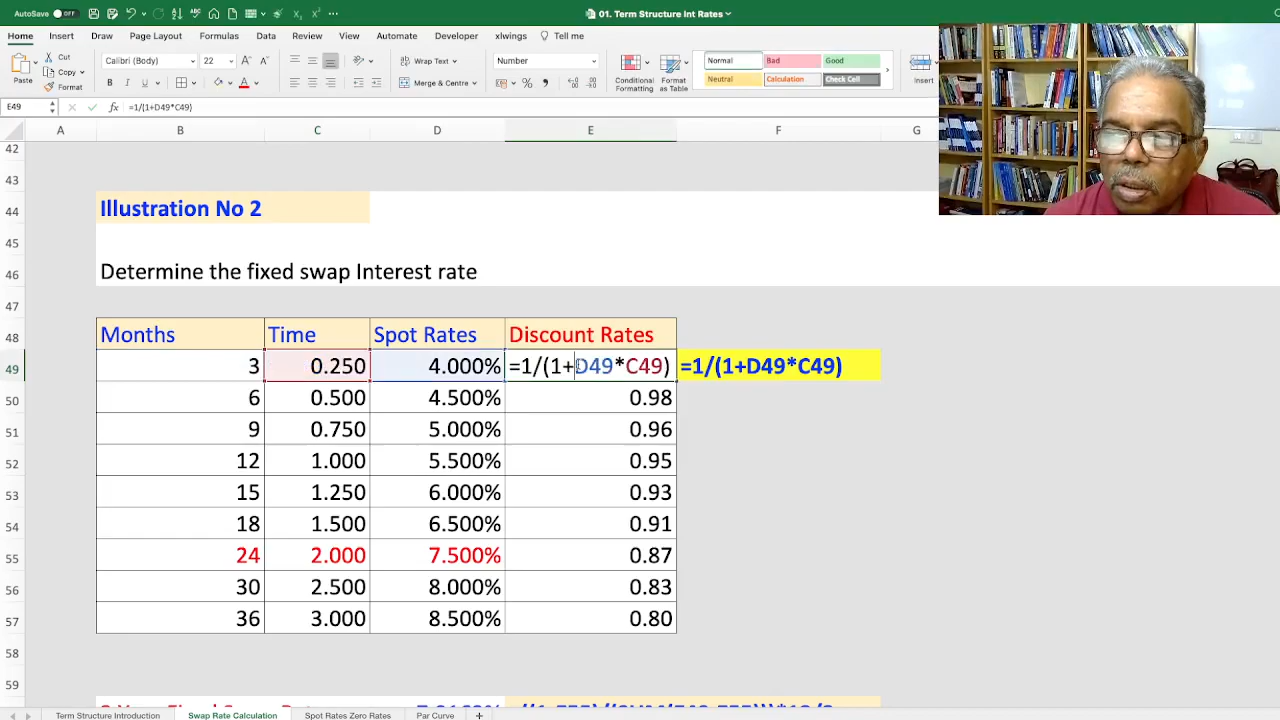 AutoSave OFF
01. Term Structure Int Rates
Home Insert Draw Page Layout Formulas Data Review View Automate Developer xlwings Tell me
Paste Cut Copy Format
Calibri (Body) 22
B I U
Wrap Text
Merge & Centre
Number
Conditional Formatting
Format as Table
Normal Bad Good
Neutral Calculation Check Cell
Insert
E49 fx =1/(1+D49*C49)
A B C D E F G
42
43
44 Illustration No 2
45
46 Determine the fixed swap Interest rate
47
48 Months Time Spot Rates Discount Rates
49 3 0.250 4.000% =1/(1+D49*C49) =1/(1+D49*C49)
50 6 0.500 4.500% 0.98
51 9 0.750 5.000% 0.96
52 12 1.000 5.500% 0.95
53 15 1.250 6.000% 0.93
54 18 1.500 6.500% 0.91
55 24 2.000 7.500% 0.87
56 30 2.500 8.000% 0.83
57 36 3.000 8.500% 0.80
58
59
Term Structure Introduction Swap Rate Calculation Spot Rates Zero Rates Par Curve +